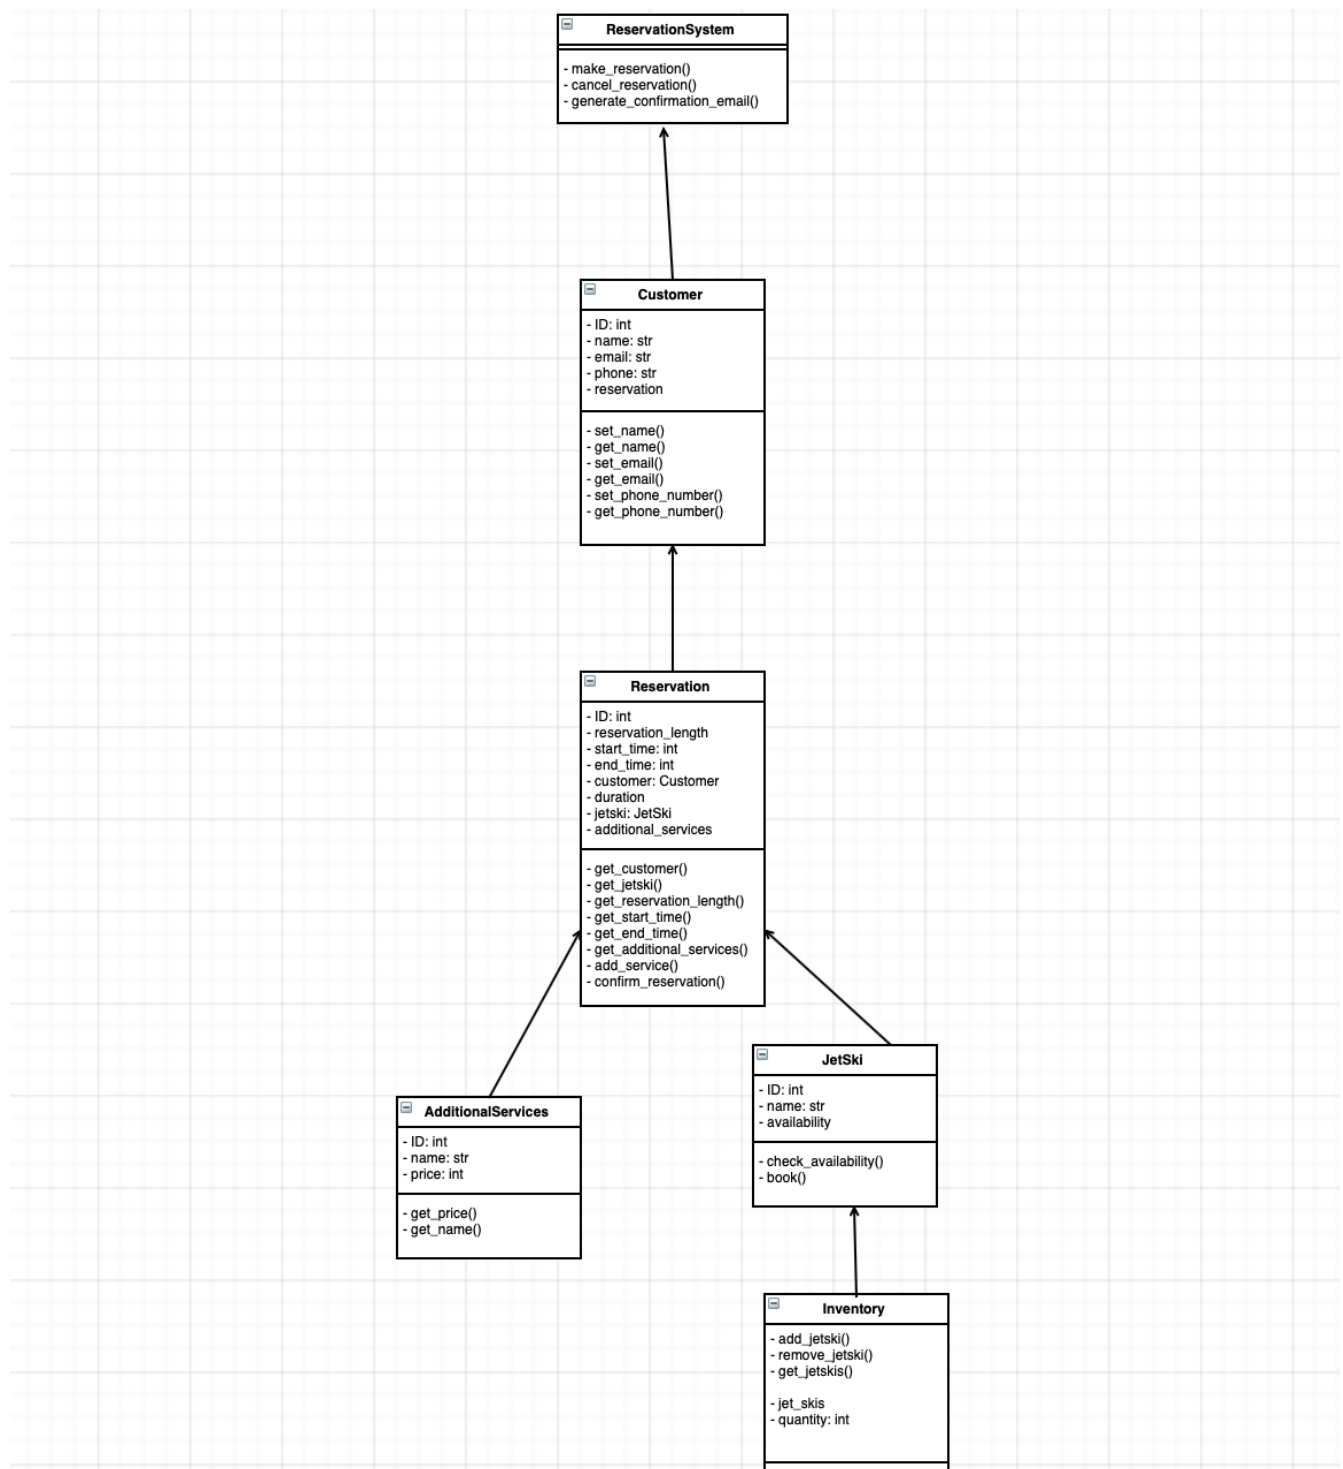 ReservationSystem
- make_reservation()
- cancel_reservation()
- generate_confirmation_email()
Customer
- ID: int
- name: str
- email: str
- phone: str
- reservation
- set_name()
- get_name()
- set_email()
- get_email()
- set_phone_number()
- get_phone_number()
Reservation
- ID: int
- reservation_length
- start_time: int
- end_time: int
- customer: Customer
- duration
- jetski: JetSki
- additional_services
- get_customer()
- get_jetski()
- get_reservation_length()
- get_start_time()
- get_end_time()
- get_additional_services()
- add_service()
- confirm_reservation()
AdditionalServices
- ID: int
- name: str
- price: int
- get_price()
- get_name()
JetSki
- ID: int
- name: str
- availability
- check_availability()
- book()
Inventory
- add_jetski()
- remove_jetski()
- get_jetskis()
- jet_skis
- quantity: int